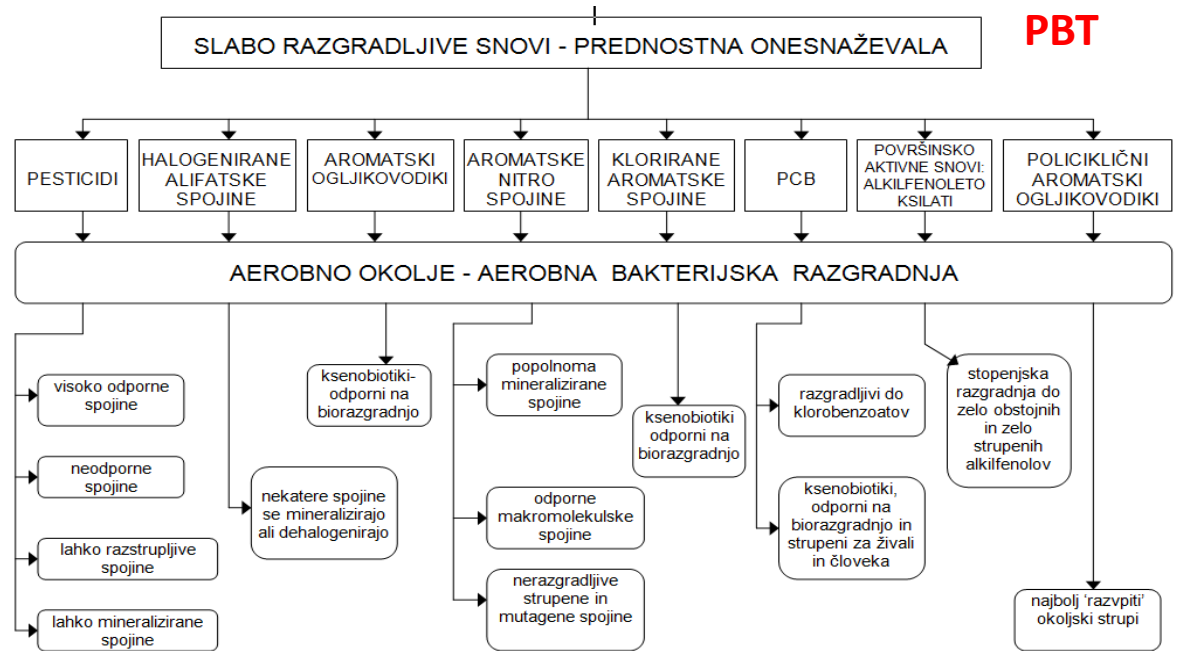 SLABO RAZGRADLJIVE SNOVI - PREDNOSTNA ONESNAŽEVALA
PBT
PESTICIDI
HALOGENIRANE
ALIFATSKE
SPOJINE
AROMATSKI
OGLJIKOVODIKI
AROMATSKE
NITRO
SPOJINE
KLORIRANE
AROMATSKE
SPOJINE
PCB
POVRŠINSKO
AKTIVNE SNOVI:
ALKILFENOLETO
KSILATI
POLICIKLIČNI
AROMATSKI
OGLJIKOVODIKI
AEROBNO OKOLJE - AEROBNA BAKTERIJSKA RAZGRADNJA
visoko odporne
spojine
neodporne
spojine
lahko razstrupljive
spojine
lahko mineralizirane
spojine
nekatere spojine
se mineralizirajo
ali dehalogenirajo
ksenobiotiki-
odporni na
biorazgradnjo
popolnoma
mineralizirane
spojine
odporne
makromolekulske
spojine
nerazgradljive
strupene in
mutagene spojine
ksenobiotiki
odporni na
biorazgradnjo
razgradljivi do
klorobenzoatov
ksenobiotiki,
odporni na
biorazgradnjo in
strupeni za živali
in človeka
stopenjska
razgradnja do
zelo obstojnih
in zelo
strupenih
alkilfenolov
najbolj ‘razvpiti’
okoljski strupi